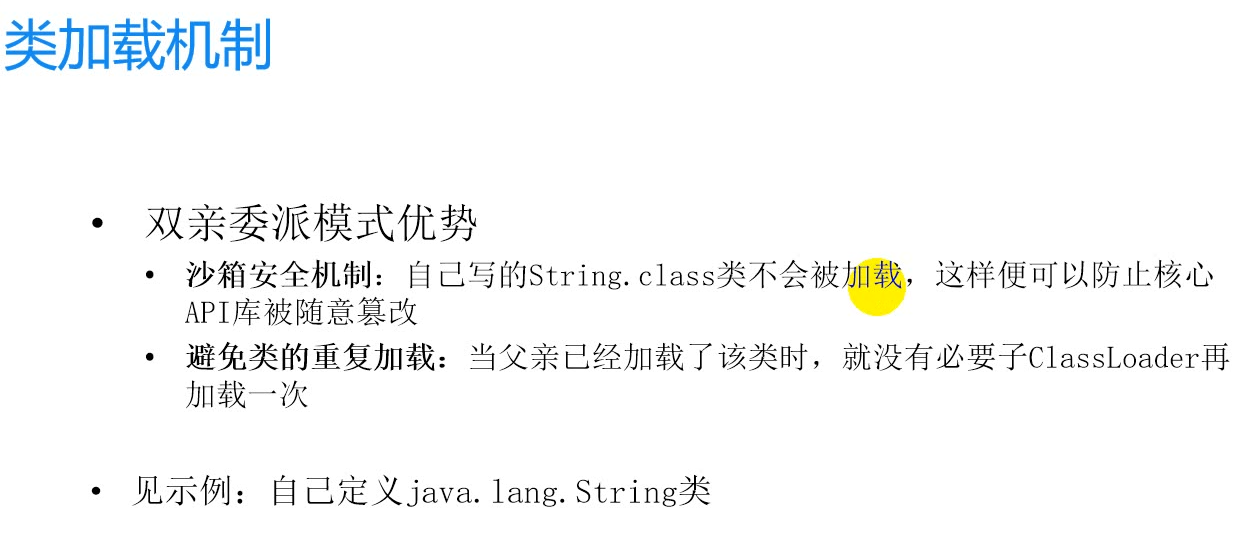 类加载机制
• 双亲委派模式优势
• 沙箱安全机制：自己写的String.class类不会被加载，这样便可以防止核心
API库被随意篡改
• 避免类的重复加载：当父亲已经加载了该类时，就没有必要子ClassLoader再
加载一次
• 见示例：自己定义java.lang.String类